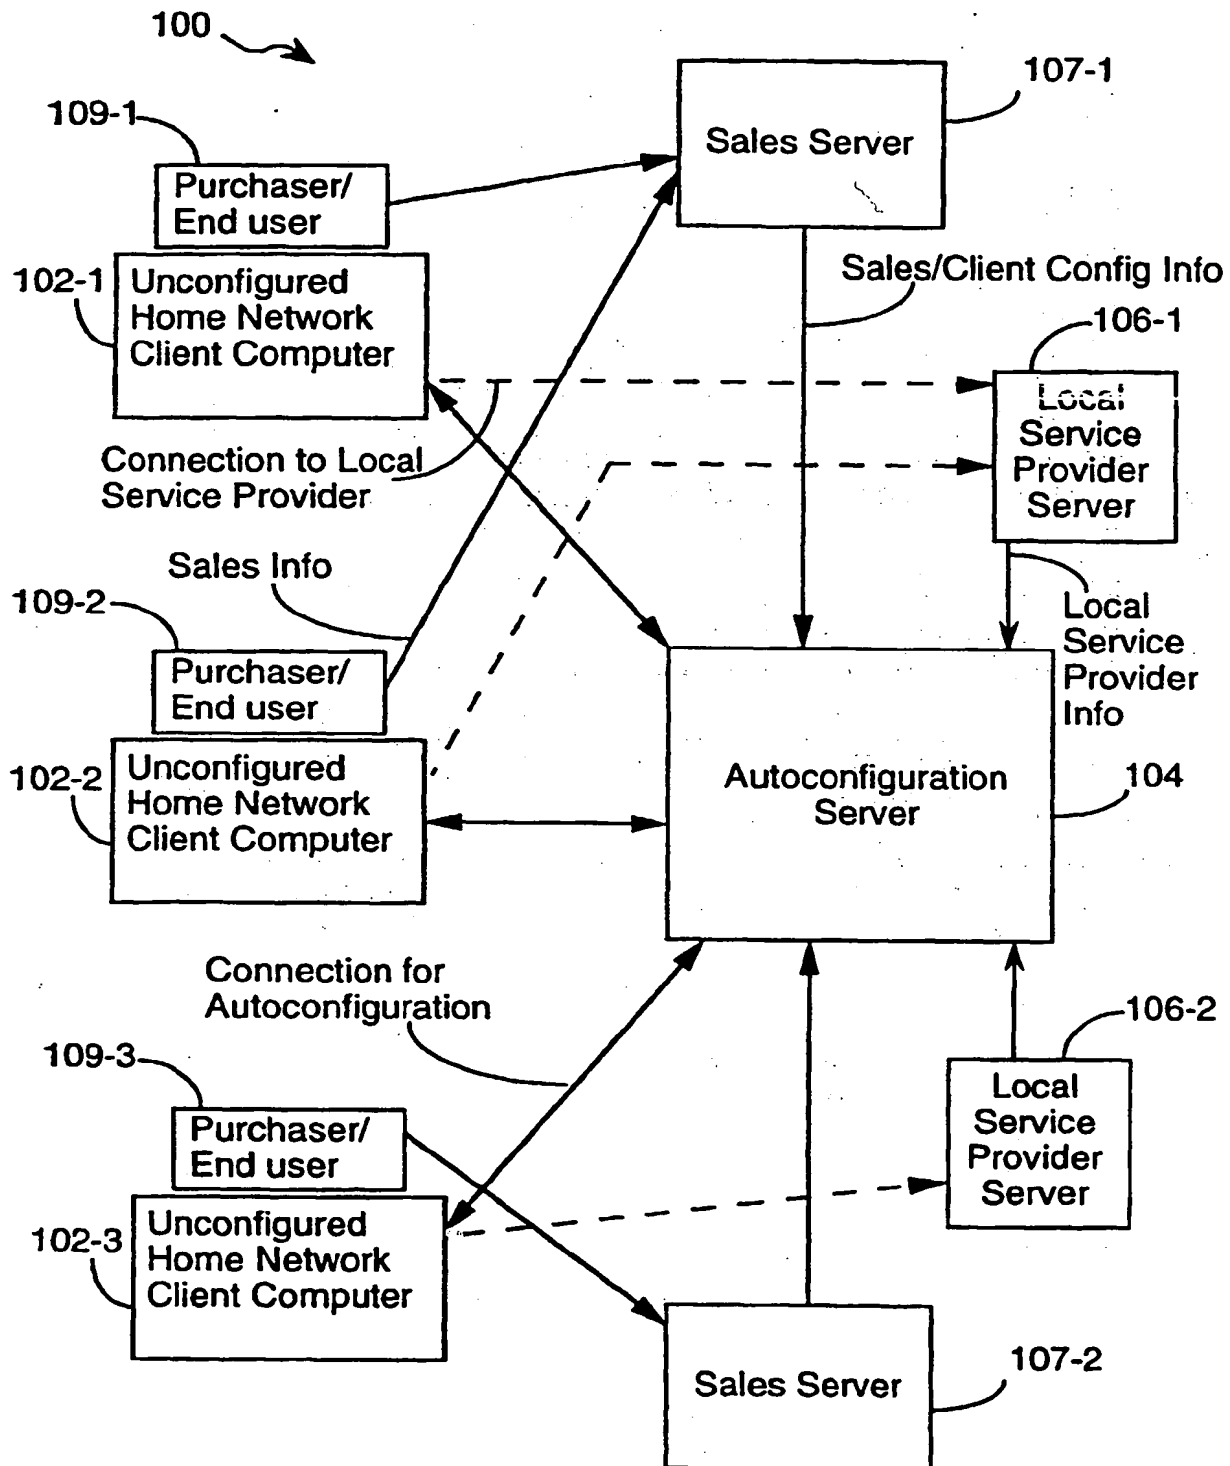 100
107-1
109-1
Sales Server
Purchaser/
End user
Sales/Client Config Info
102-1
Unconfigured
Home Network
Client Computer
106-1
Local
Service
Provider
Server
Connection to Local
Service Provider
Sales Info
109-2
Local
Service
Provider
Info
Purchaser/
End user
102-2
Unconfigured
Home Network
Client Computer
Autoconfiguration
Server
104
Connection for
Autoconfiguration
106-2
109-3
Local
Service
Provider
Server
Purchaser/
End user
102-3
Unconfigured
Home Network
Client Computer
107-2
Sales Server